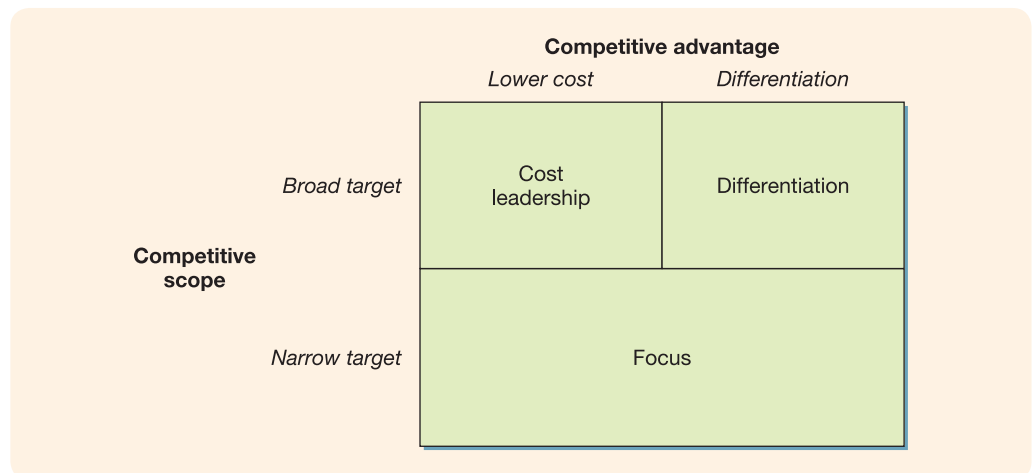 Competitive advantage
Lower cost
Differentiation
Broad target
Cost
leadership
Differentiation
Competitive
scope
Narrow target
Focus